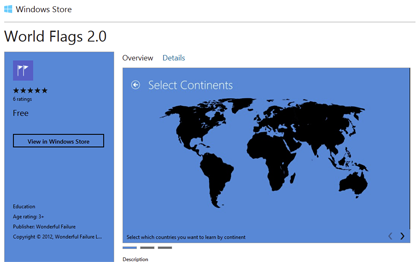 Windows Store
World Flags 2.0
Overview Details
6 ratings
Free
View in Windows Store
Education
Age rating: 3+
Publisher: Wonderful Failure
Copyright © 2012, Wonderful Failure L...
Select Continents
Select which countries you want to learn by continent
Description